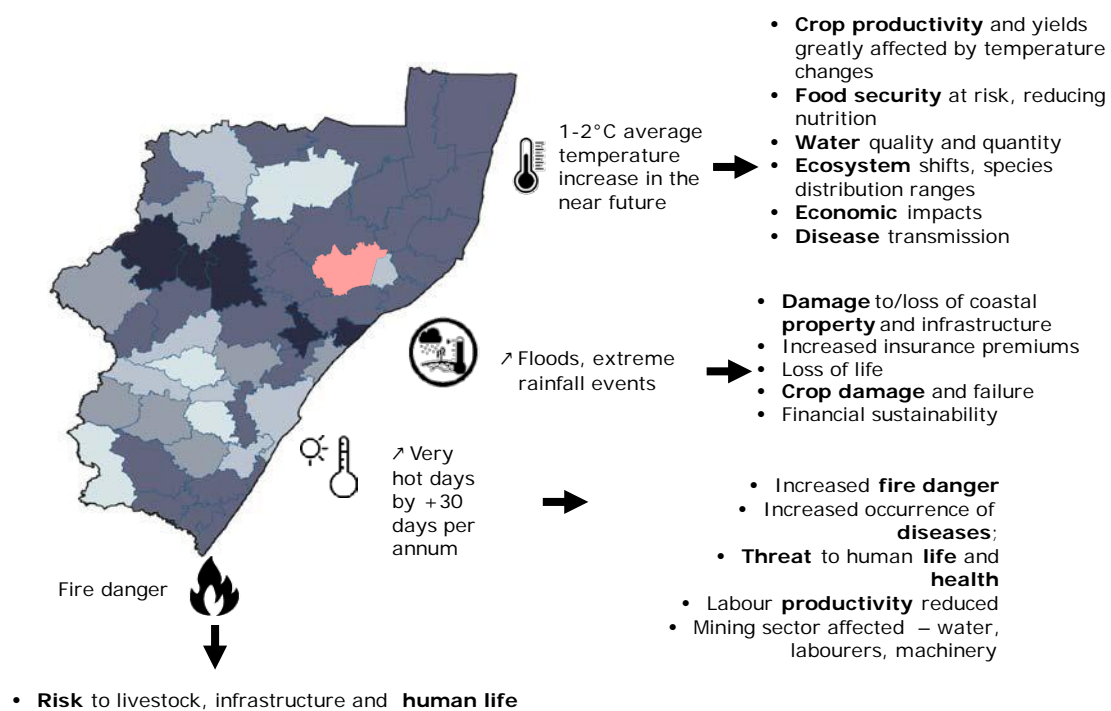 • Crop productivity and yields
greatly affected by temperature
changes
• Food security at risk, reducing
nutrition
• Water quality and quantity
• Ecosystem shifts, species
distribution ranges
• Economic impacts
• Disease transmission
1-2°C average
temperature
increase in the
near future
• Damage to/loss of coastal
property and infrastructure
• Increased insurance premiums
• Loss of life
• Crop damage and failure
• Financial sustainability
↗ Floods, extreme
rainfall events
↗ Very
hot days
by +30
days per
annum
• Increased fire danger
• Increased occurrence of
diseases;
• Threat to human life and
health
• Labour productivity reduced
• Mining sector affected – water,
labourers, machinery
Fire danger
• Risk to livestock, infrastructure and human life